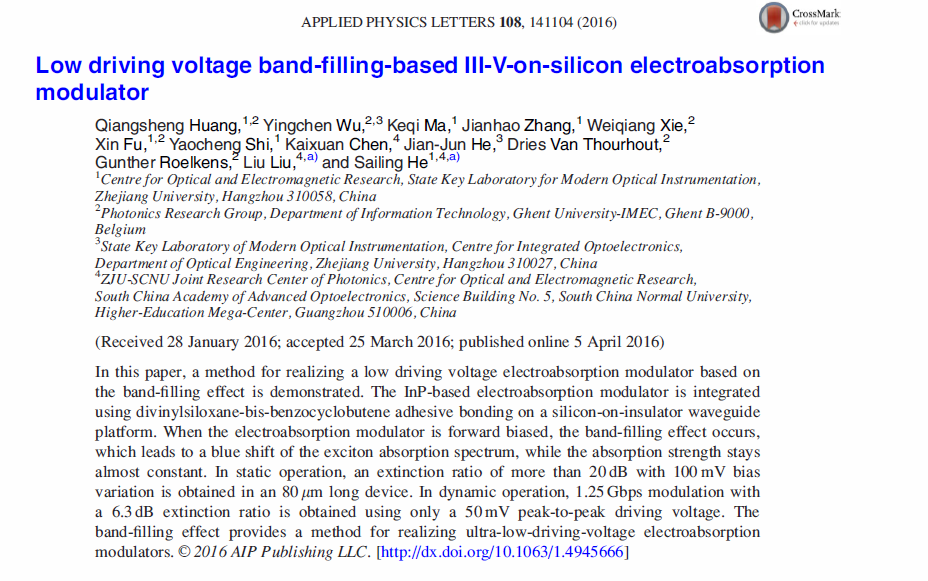 APPLIED PHYSICS LETTERS 108, 141104 (2016)
CrossMark
click for updates
Low driving voltage band-filling-based III-V-on-silicon electroabsorption
modulator
Qiangsheng Huang,1,2 Yingchen Wu,2,3 Keqi Ma,1 Jianhao Zhang,1 Weiqiang Xie,2
Xin Fu,1,2 Yaocheng Shi,1 Kaixuan Chen,4 Jian-Jun He,3 Dries Van Thourhout,2
Gunther Roelkens,2 Liu Liu,4,a) and Sailing He1,4,a)
1Centre for Optical and Electromagnetic Research, State Key Laboratory for Modern Optical Instrumentation,
Zhejiang University, Hangzhou 310058, China
2Photonics Research Group, Department of Information Technology, Ghent University-IMEC, Ghent B-9000,
Belgium
3State Key Laboratory of Modern Optical Instrumentation, Centre for Integrated Optoelectronics,
Department of Optical Engineering, Zhejiang University, Hangzhou 310027, China
4ZJU-SCNU Joint Research Center of Photonics, Centre for Optical and Electromagnetic Research,
South China Academy of Advanced Optoelectronics, Science Building No. 5, South China Normal University,
Higher-Education Mega-Center, Guangzhou 510006, China
(Received 28 January 2016; accepted 25 March 2016; published online 5 April 2016)
In this paper, a method for realizing a low driving voltage electroabsorption modulator based on
the band-filling effect is demonstrated. The InP-based electroabsorption modulator is integrated
using divinylsiloxane-bis-benzocyclobutene adhesive bonding on a silicon-on-insulator waveguide
platform. When the electroabsorption modulator is forward biased, the band-filling effect occurs,
which leads to a blue shift of the exciton absorption spectrum, while the absorption strength stays
almost constant. In static operation, an extinction ratio of more than 20 dB with 100 mV bias
variation is obtained in an 80 μm long device. In dynamic operation, 1.25 Gbps modulation with
a 6.3 dB extinction ratio is obtained using only a 50 mV peak-to-peak driving voltage. The
band-filling effect provides a method for realizing ultra-low-driving-voltage electroabsorption
modulators. © 2016 AIP Publishing LLC. [http://dx.doi.org/10.1063/1.4945666]